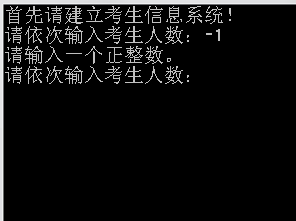 首先请建立考生信息系统！
请依次输入考生人数：-1
请输入一个正整数。
请依次输入考生人数：